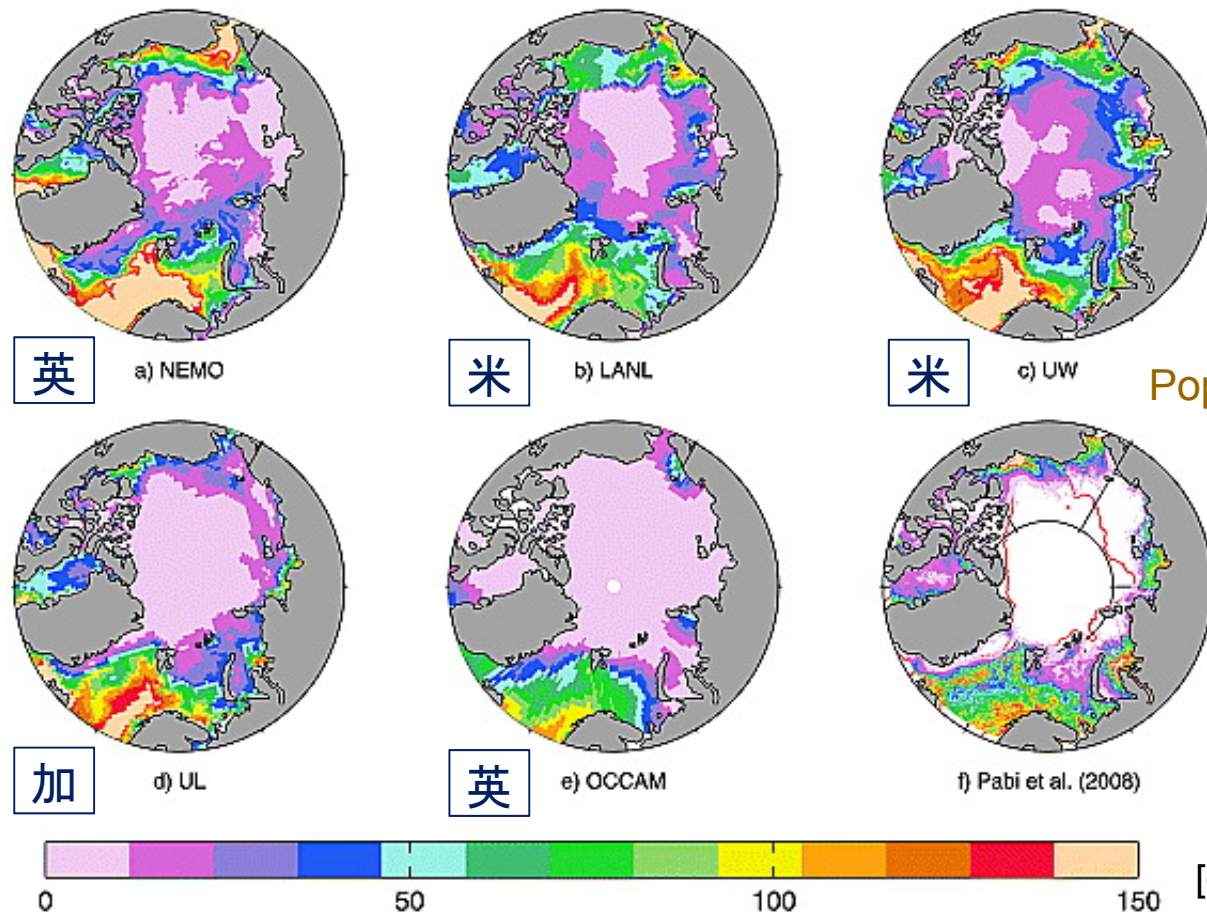 英 a) NEMO
米 b) LANL
米 c) UW
Pop
加 d) UL
英 e) OCCAM
f) Pabi et al. (2008)
0 50 100 150
[